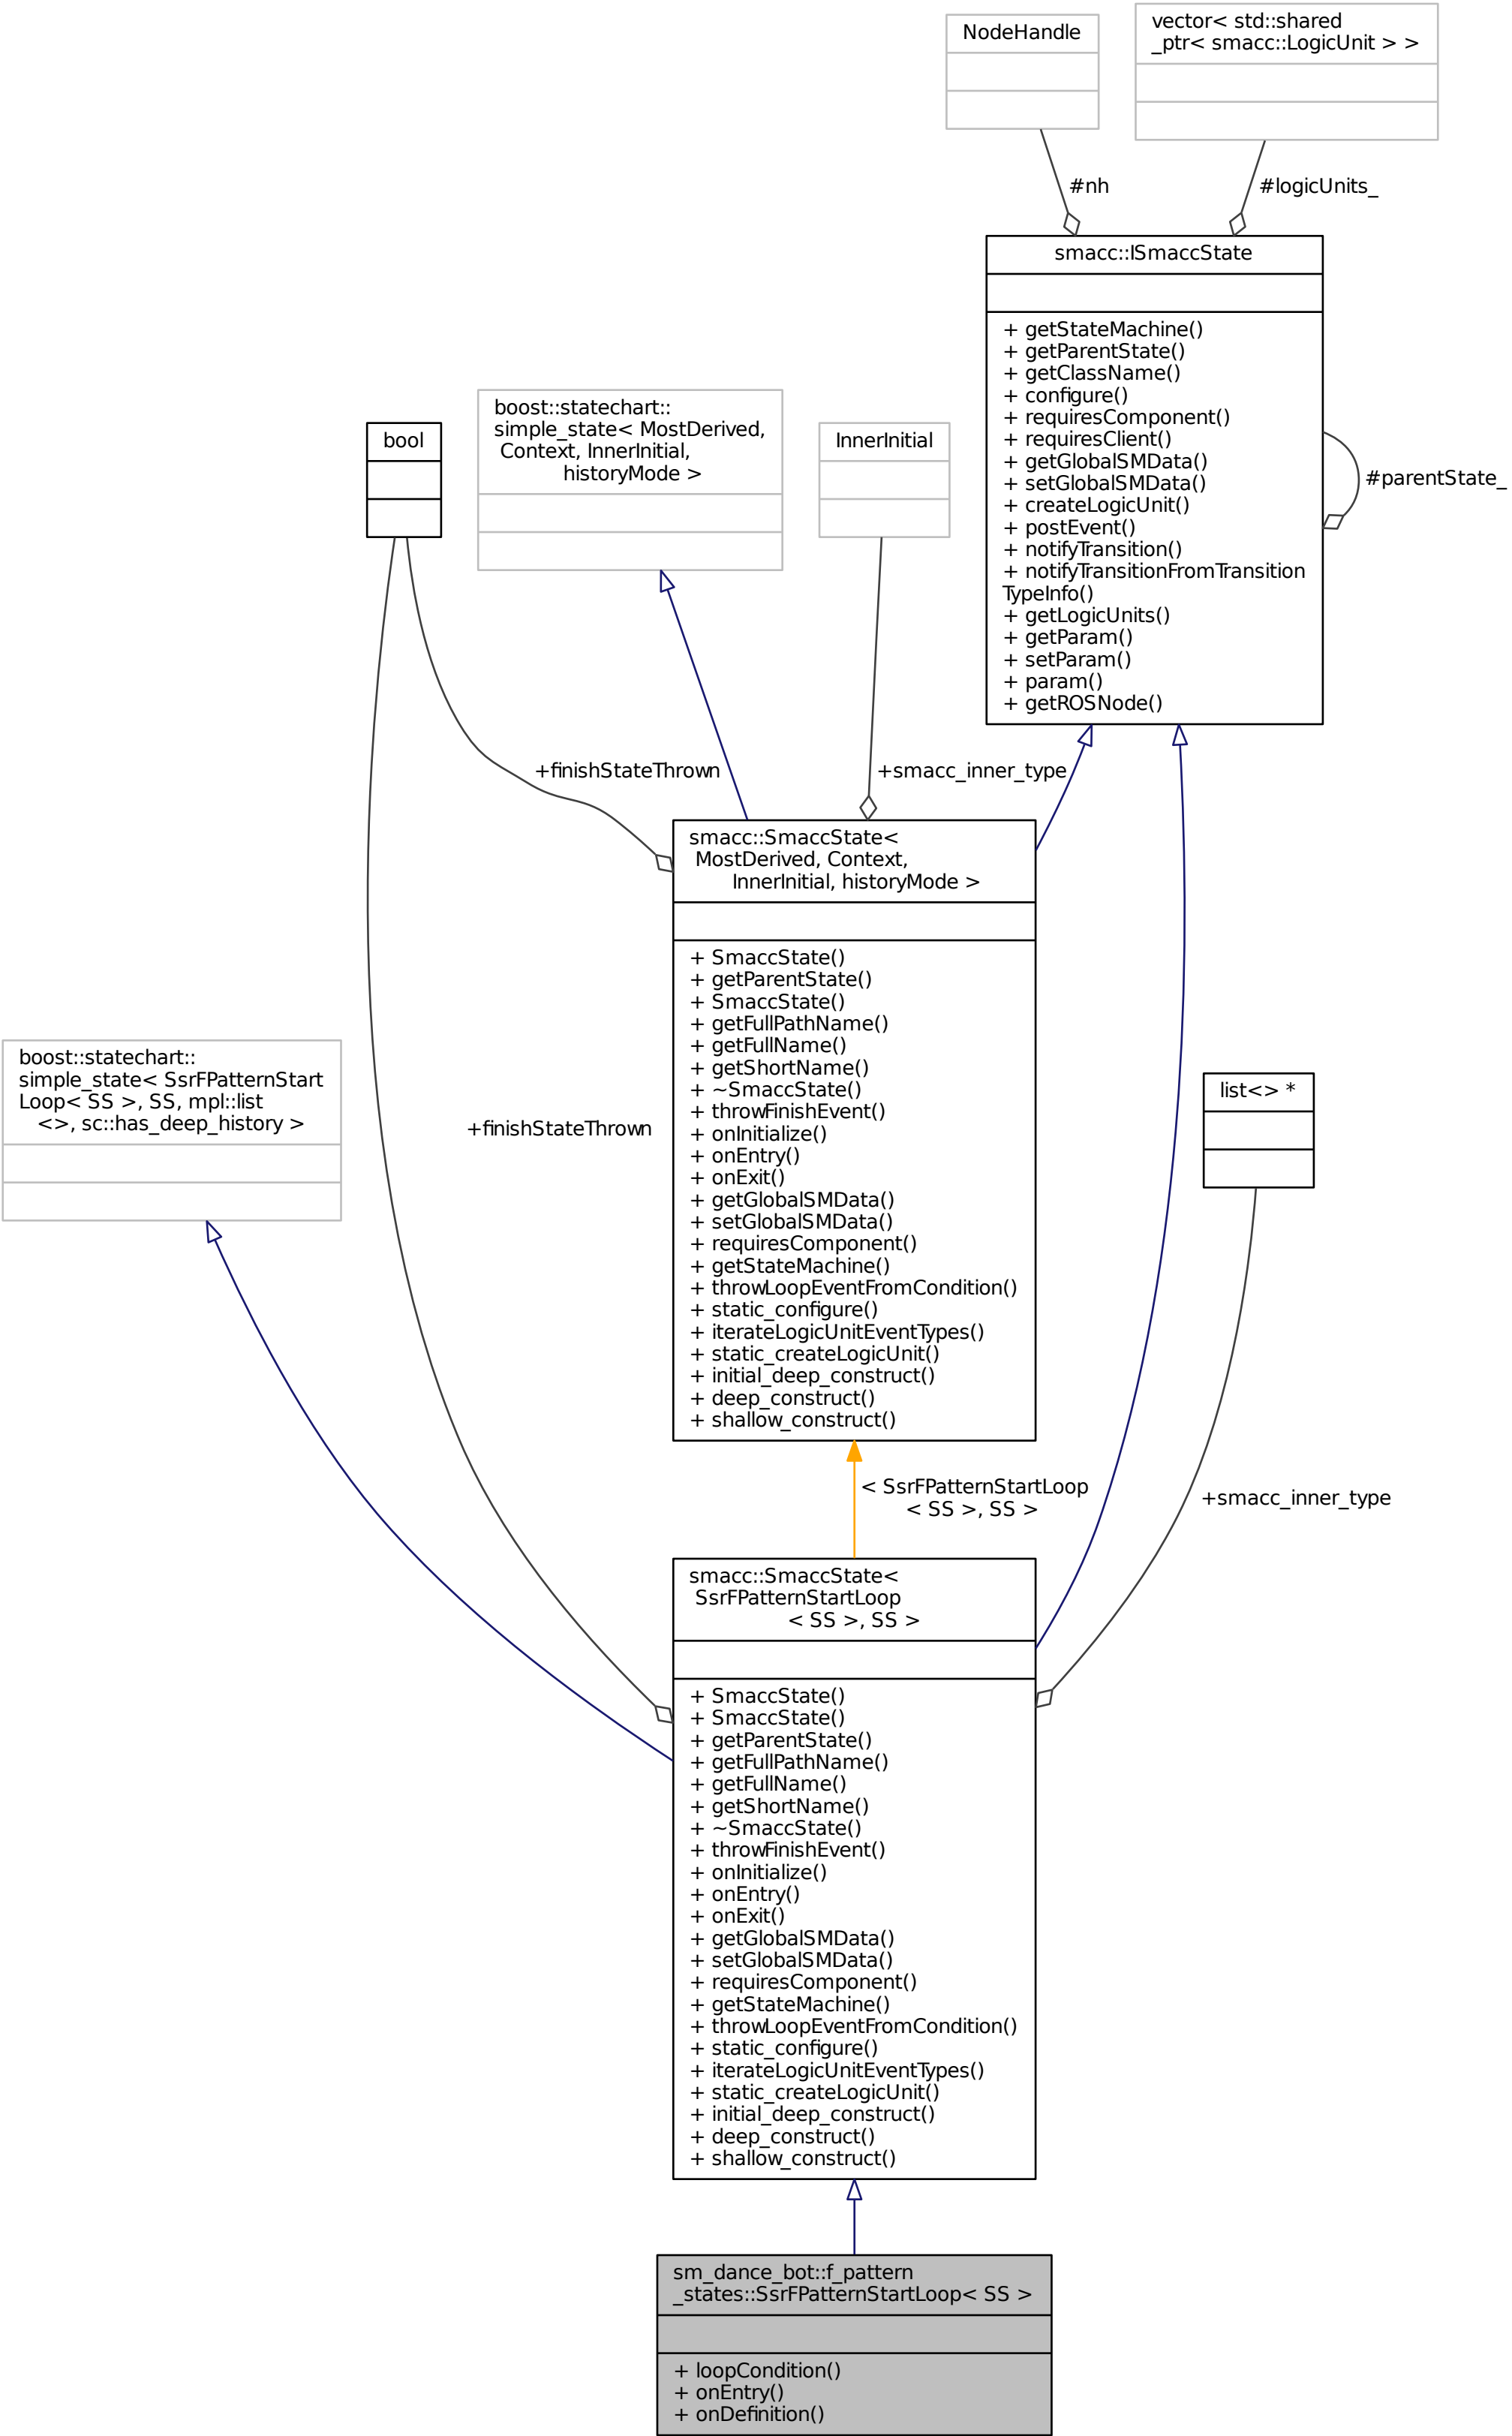 NodeHandle
vector< std::shared
_ptr< smacc::LogicUnit > >
#nh
#logicUnits_
smacc::ISmaccState
+ getStateMachine()
+ getParentState()
+ getClassName()
+ configure()
+ requiresComponent()
+ requiresClient()
+ getGlobalSMData()
+ setGlobalSMData()
+ createLogicUnit()
+ postEvent()
+ notifyTransition()
+ notifyTransitionFromTransition
TypeInfo()
+ getLogicUnits()
+ getParam()
+ setParam()
+ param()
+ getROSNode()
#parentState_
bool
boost::statechart::
simple_state< MostDerived,
Context, InnerInitial,
historyMode >
InnerInitial
+finishStateThrown
+smacc_inner_type
smacc::SmaccState<
MostDerived, Context,
InnerInitial, historyMode >
+ SmaccState()
+ getParentState()
+ SmaccState()
+ getFullPathName()
+ getFullName()
+ getShortName()
+ ~SmaccState()
+ throwFinishEvent()
+ onInitialize()
+ onEntry()
+ onExit()
+ getGlobalSMData()
+ setGlobalSMData()
+ requiresComponent()
+ getStateMachine()
+ throwLoopEventFromCondition()
+ static_configure()
+ iterateLogicUnitEventTypes()
+ static_createLogicUnit()
+ initial_deep_construct()
+ deep_construct()
+ shallow_construct()
boost::statechart::
simple_state< SsrFPatternStart
Loop< SS >, SS, mpl::list
<>, sc::has_deep_history >
+finishStateThrown
list<> *
< SsrFPatternStartLoop
< SS >, SS >
+smacc_inner_type
smacc::SmaccState<
SsrFPatternStartLoop
< SS >, SS >
+ SmaccState()
+ SmaccState()
+ getParentState()
+ getFullPathName()
+ getFullName()
+ getShortName()
+ ~SmaccState()
+ throwFinishEvent()
+ onInitialize()
+ onEntry()
+ onExit()
+ getGlobalSMData()
+ setGlobalSMData()
+ requiresComponent()
+ getStateMachine()
+ throwLoopEventFromCondition()
+ static_configure()
+ iterateLogicUnitEventTypes()
+ static_createLogicUnit()
+ initial_deep_construct()
+ deep_construct()
+ shallow_construct()
sm_dance_bot::f_pattern
_states::SsrFPatternStartLoop< SS >
+ loopCondition()
+ onEntry()
+ onDefinition()